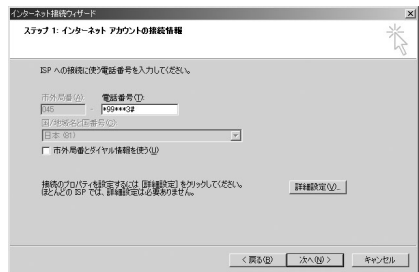 インターネット接続ウィザード
ステップ 1: インターネット アカウントの接続情報
ISP への接続に使う電話番号を入力してください。
市外局番(A): 電話番号(T):
045 - *99***3#
国/地域名と国番号(C):
日本 (81)
市外局番とダイヤル情報を使う(U)
接続のプロパティを設定するには [詳細設定] をクリックしてください。
ほとんどの ISP では、詳細設定は必要ありません。
詳細設定(V)...
< 戻る(B) 次へ(N) > キャンセル